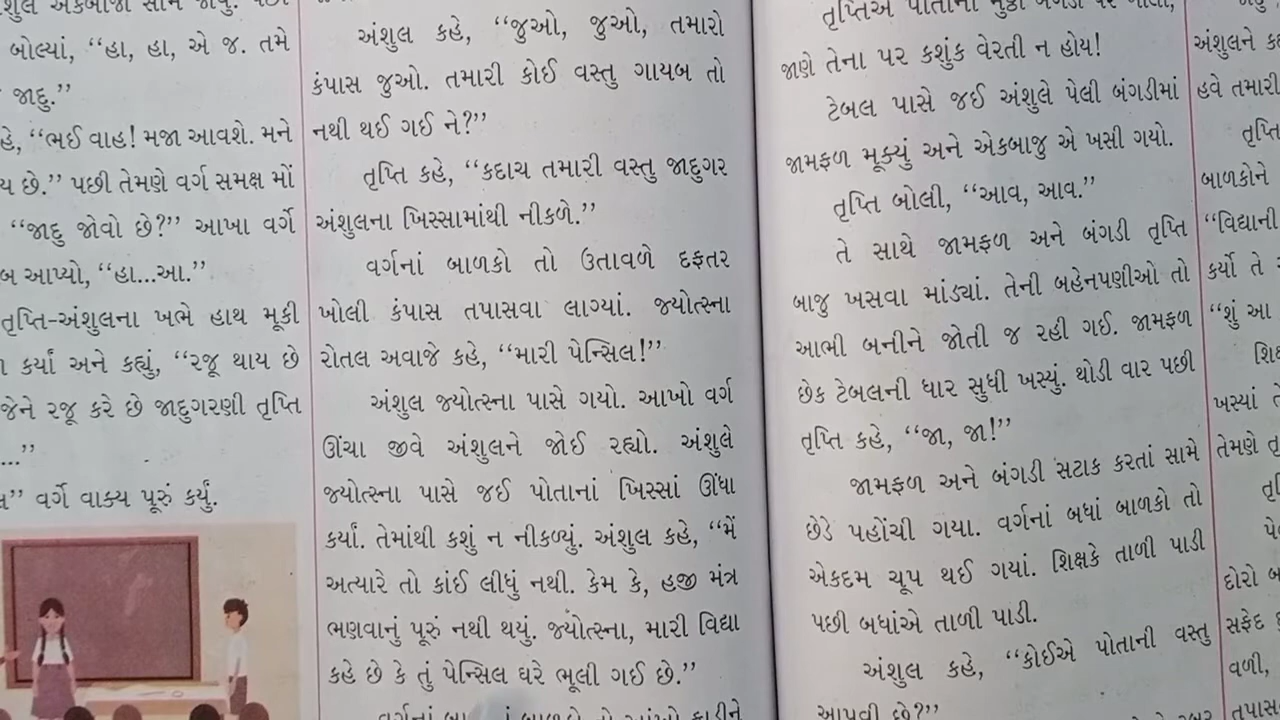 બોલ્યાં, “હા, હા, એ જ. તમે
જાદુ.”
“ભઈ વાહ! મજા આવશે. મને
છે.” પછી તેમણે વર્ગ સમક્ષ મોં
“જાદુ જોવો છે?” આખા વર્ગે
આપ્યો, “હા...આ.”
તૃપ્તિ-અંશુલના ખભે હાથ મૂકી
કર્યાં અને કહ્યું, “રજૂ થાય છે
જેને રજૂ કરે છે જાદુગરણી તૃપ્તિ
...”
વર્ગે વાક્ય પૂરું કર્યું.
અંશુલ કહે, “જુઓ, જુઓ, તમારો
કંપાસ જુઓ. તમારી કોઈ વસ્તુ ગાયબ તો
નથી થઈ ગઈ ને?”
તૃપ્તિ કહે, “કદાચ તમારી વસ્તુ જાદુગર
અંશુલના ખિસ્સામાંથી નીકળે.”
વર્ગનાં બાળકો તો ઉતાવળે દફતર
ખોલી કંપાસ તપાસવા લાગ્યાં. જ્યોત્સ્ના
રોતલ અવાજે કહે, “મારી પેન્સિલ!”
અંશુલ જ્યોત્સ્ના પાસે ગયો. આખો વર્ગ
ઊંચા જીવે અંશુલને જોઈ રહ્યો. અંશુલે
જ્યોત્સ્ના પાસે જઈ પોતાનાં ખિસ્સાં ઊંધા
કર્યાં. તેમાંથી કશું ન નીકળ્યું. અંશુલ કહે, “મેં
અત્યારે તો કાંઈ લીધું નથી. કેમ કે, હજી મંત્ર
ભણવાનું પૂરું નથી થયું. જ્યોત્સ્ના, મારી વિદ્યા
કહે છે કે તું પેન્સિલ ઘરે ભૂલી ગઈ છે.”
વર્ગનાં
તૃપ્તિએ પોતાની
જાણે તેના પર કશુંક વેરતી ન હોય!
ટેબલ પાસે જઈ અંશુલે પેલી બંગડીમાં
જામફળ મૂક્યું અને એકબાજુ એ ખસી ગયો.
તૃપ્તિ બોલી, “આવ, આવ.”
તે સાથે જામફળ અને બંગડી તૃપ્તિ
બાજુ ખસવા માંડ્યાં. તેની બહેનપણીઓ તો
આભી બનીને જોતી જ રહી ગઈ. જામફળ
છેક ટેબલની ધાર સુધી ખસ્યું. થોડી વાર પછી
તૃપ્તિ કહે, “જા, જા!”
જામફળ અને બંગડી સટાક કરતાં સામે
છેડે પહોંચી ગયા. વર્ગનાં બધાં બાળકો તો
એકદમ ચૂપ થઈ ગયાં. શિક્ષકે તાળી પાડી
પછી બધાંએ તાળી પાડી.
અંશુલ કહે, “કોઈએ પોતાની વસ્તુ
આપવી છે?”
અંશુલને
હવે તમારી
બાળકોને
“વિદ્યાની
કર્યો તે
“શું આ
ખસ્યાં
તેમણે
દોરો
સફેદ
વળી,